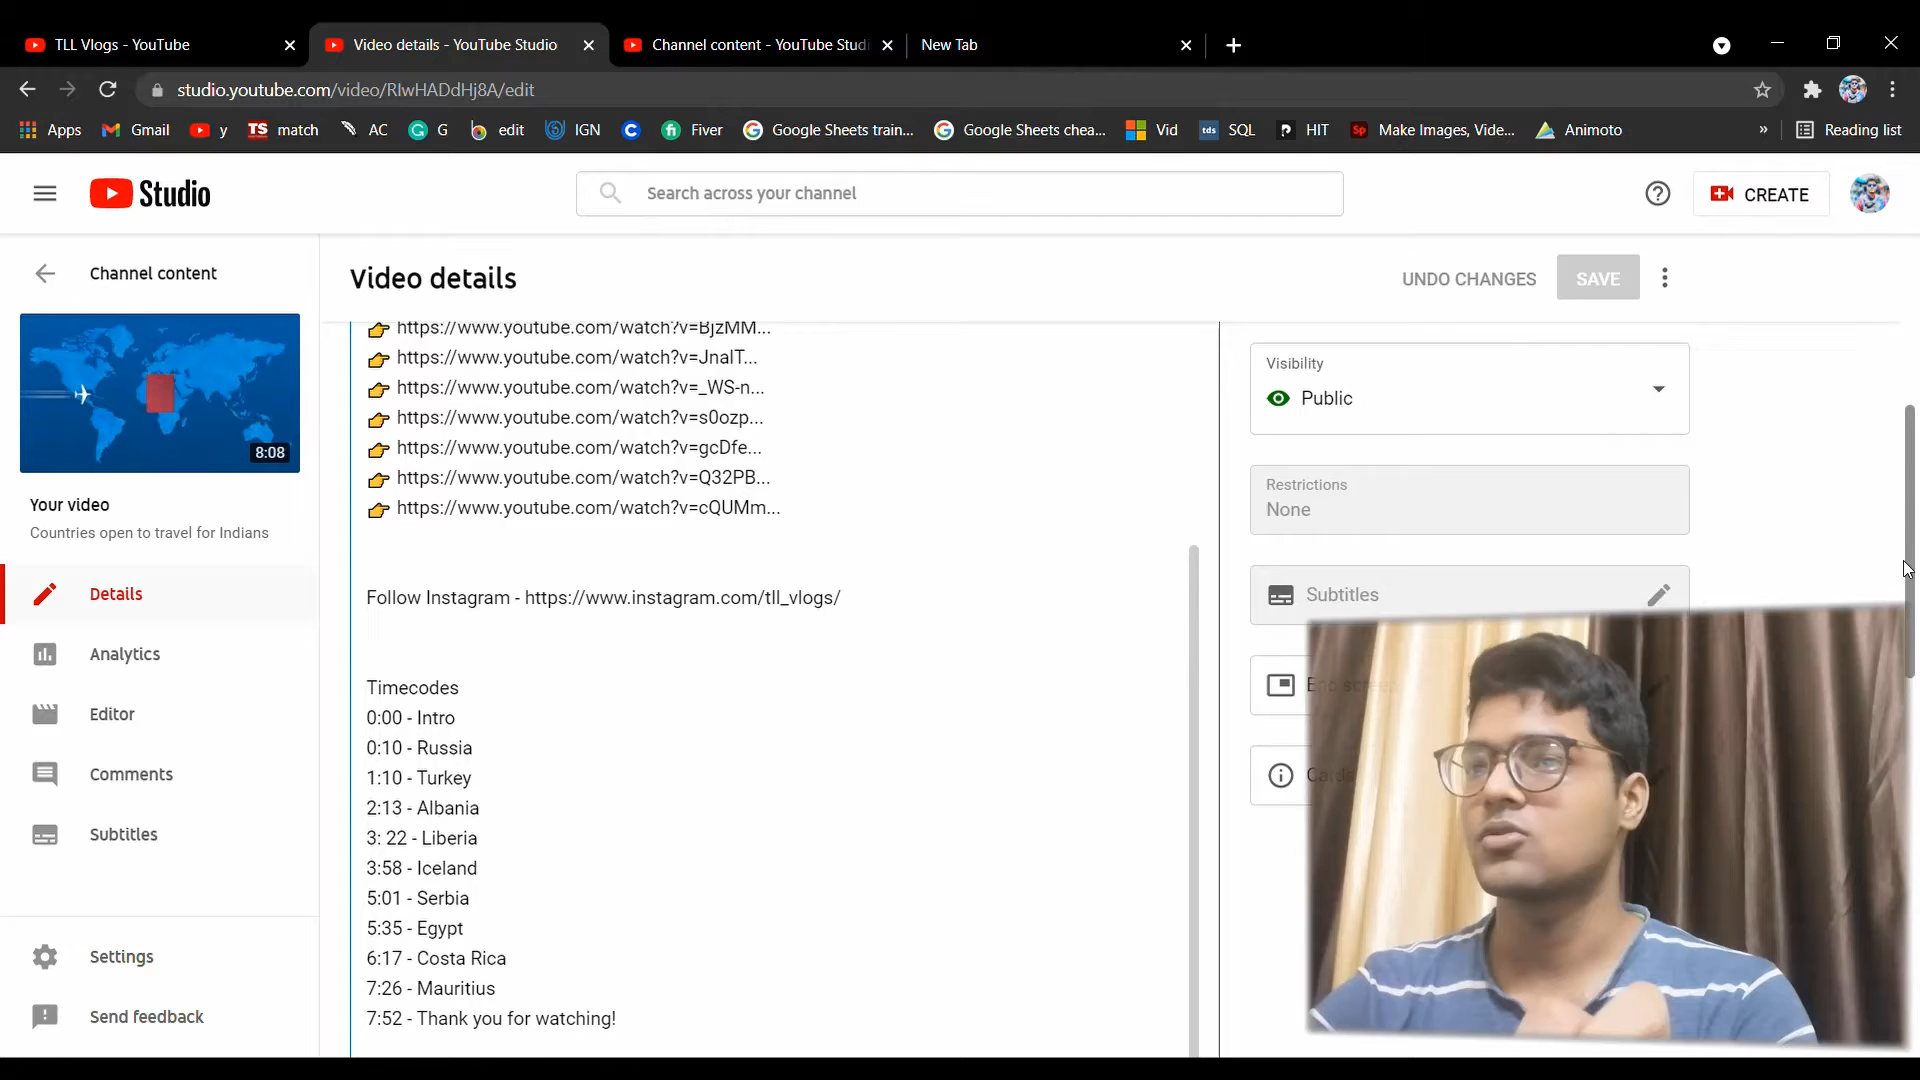 TLL Vlogs - YouTube
Video details - YouTube Studio
Channel content - YouTube Studi
New Tab
studio.youtube.com/video/RIwHADdHj8A/edit
Apps
Gmail
y
TS match
AC
G
edit
IGN
Fiver
Google Sheets train...
Google Sheets chea...
Vid
tds SQL
HIT
Sp Make Images, Vide...
Animoto
»
Reading list
Studio
Search across your channel
CREATE
Channel content
Video details
UNDO CHANGES
SAVE
8:08
Your video
Countries open to travel for Indians
Details
Analytics
Editor
Comments
Subtitles
Settings
Send feedback
👉 https://www.youtube.com/watch?v=BjzMM...
👉 https://www.youtube.com/watch?v=JnaIT...
👉 https://www.youtube.com/watch?v=_WS-n...
👉 https://www.youtube.com/watch?v=s0ozp...
👉 https://www.youtube.com/watch?v=gcDfe...
👉 https://www.youtube.com/watch?v=Q32PB...
👉 https://www.youtube.com/watch?v=cQUMm...
Follow Instagram - https://www.instagram.com/tll_vlogs/
Timecodes
0:00 - Intro
0:10 - Russia
1:10 - Turkey
2:13 - Albania
3: 22 - Liberia
3:58 - Iceland
5:01 - Serbia
5:35 - Egypt
6:17 - Costa Rica
7:26 - Mauritius
7:52 - Thank you for watching!
Visibility
Public
Restrictions
None
Subtitles
End screen
Cards